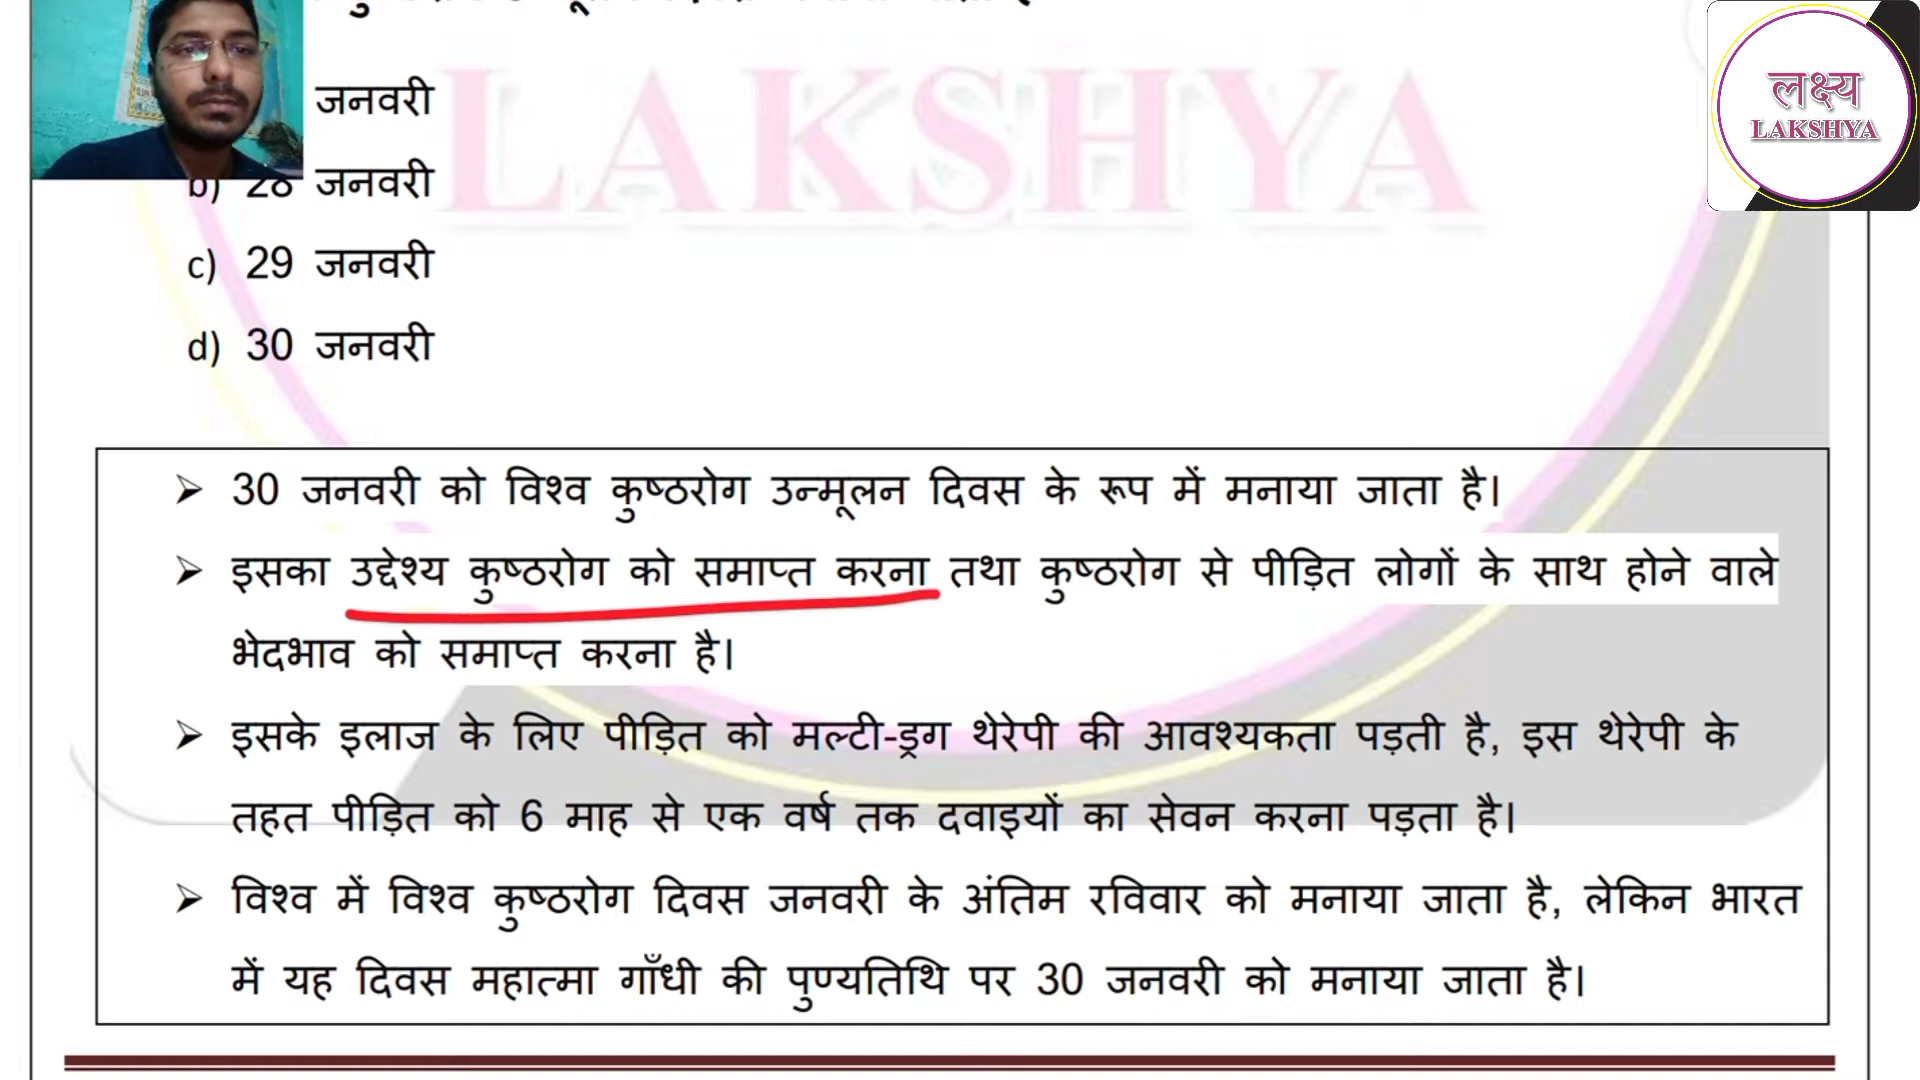 जनवरी
b) 28 जनवरी
c) 29 जनवरी
d) 30 जनवरी
LAKSHYA
लक्ष्य
LAKSHYA
➢ 30 जनवरी को विश्व कुष्ठरोग उन्मूलन दिवस के रूप में मनाया जाता है।
➢ इसका उद्देश्य कुष्ठरोग को समाप्त करना तथा कुष्ठरोग से पीड़ित लोगों के साथ होने वाले
भेदभाव को समाप्त करना है।
➢ इसके इलाज के लिए पीड़ित को मल्टी-ड्रग थेरेपी की आवश्यकता पड़ती है, इस थेरेपी के
तहत पीड़ित को 6 माह से एक वर्ष तक दवाइयों का सेवन करना पड़ता है।
➢ विश्व में विश्व कुष्ठरोग दिवस जनवरी के अंतिम रविवार को मनाया जाता है, लेकिन भारत
में यह दिवस महात्मा गाँधी की पुण्यतिथि पर 30 जनवरी को मनाया जाता है।